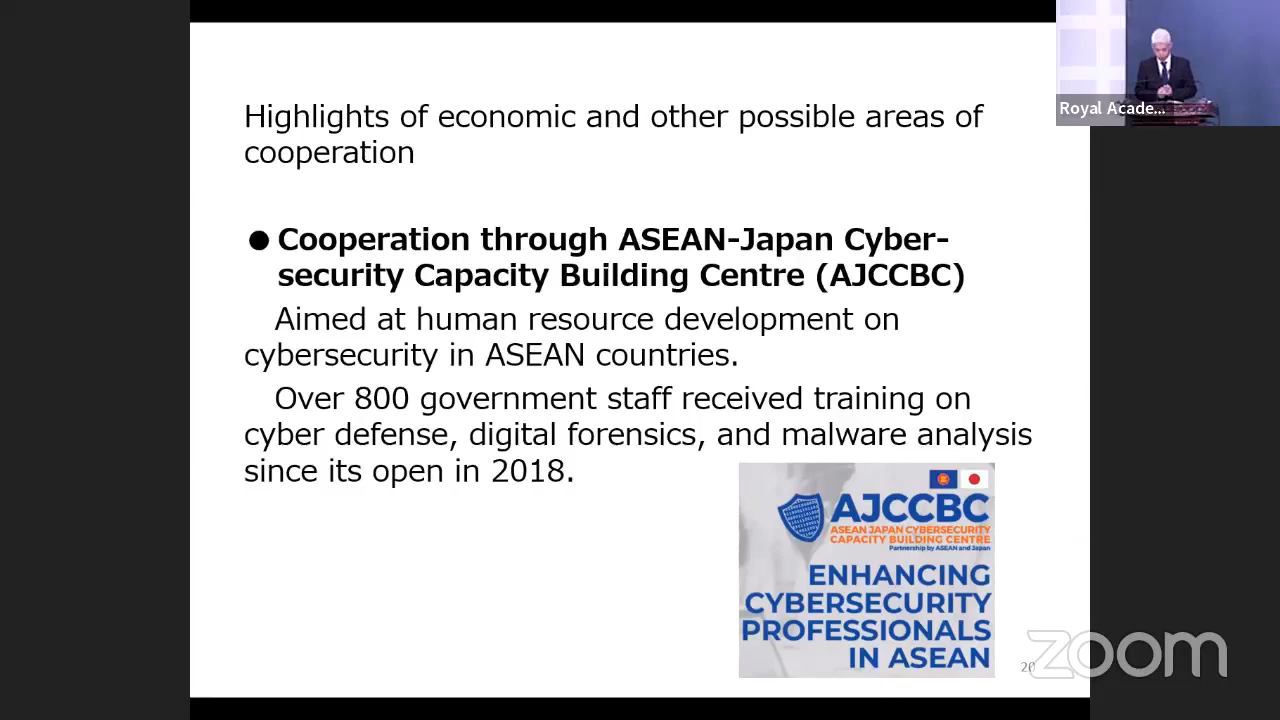 Royal Acade...
Highlights of economic and other possible areas of
cooperation
● Cooperation through ASEAN-Japan Cyber-
security Capacity Building Centre (AJCCBC)
Aimed at human resource development on
cybersecurity in ASEAN countries.
Over 800 government staff received training on
cyber defense, digital forensics, and malware analysis
since its open in 2018.
AJCCBC
ASEAN JAPAN CYBERSECURITY
CAPACITY BUILDING CENTRE
Partnership by ASEAN and Japan
ENHANCING
CYBERSECURITY
PROFESSIONALS
IN ASEAN
20
zoom